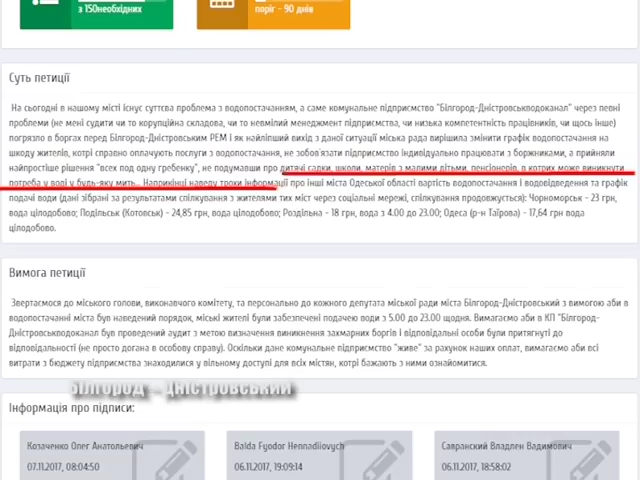 з 150необхідних
поріг - 90 днів
Суть петиції
На сьогодні в нашому місті існує суттєва проблема з водопостачанням, а саме комунальне підприємство "Білгород-Дністровськводоканал" через певні
проблеми (не мені судити чи то корупційна складова, чи то невмілий менеджмент підприємства, чи низька компетентність працівників, чи щось інше)
погрязло в боргах перед Білгород-Дністровським РЕМ і як найліпший вихід з даної ситуації міська рада вирішила змінити графік водопостачання на
шкоду жителів, котрі справно оплачують послуги з водопостачання, не зобов'язати підприємство індивідуально працювати з боржниками, а прийняли
найпростіше рішення "всех под одну гребенку", не подумавши про дитячі садки, школи, матерів з малими дітьми, пенсіонерів, в котрих може виникнути
потреба у воді у будь-яку мить... Наприкінці наведу трохи інформації про інші міста Одеської області вартість водопостачання і водовідведення та графік
подачі води (дані зібрані за результатами спілкування з жителями тих міст через соціальні мережі, спілкування продовжується): Чорноморськ - 23 грн,
вода цілодобово; Подільськ (Котовськ) - 24,85 грн, вода цілодобово; Роздільна - 18 грн, вода з 4.00 до 23.00; Одеса (р-н Таїрова) - 17,64 грн вода
цілодобово.
Вимога петиції
Звертаємося до міського голови, виконавчого комітету, та персонально до кожного депутата міської ради міста Білгород-Дністровський з вимогою аби в
водопостачанні міста був наведений порядок, міські жителі були забезпечені подачею води з 5.00 до 23.00 щодня. Вимагаємо аби в КП "Білгород-
Дністровськводоканал був проведений аудит з метою визначення виникнення захмарних боргів і відповідальні особи були притягнуті до
відповідальності (не просто догана в особову справу). Оскільки дане комунальне підприємство "живе" за рахунок наших оплат, вимагаємо аби всі
витрати з бюджету підприємства знаходилися у вільному доступі для всіх містян, котрі бажають з ними ознайомитися.
Білгород - Дністровський
Інформація про підписи:
Козаченко Олег Анатольевич
07.11.2017, 08:04:50
Balda Fyodor Hennadiiovych
06.11.2017, 19:09:14
Савранский Владлен Вадимович
06.11.2017, 18:58:02